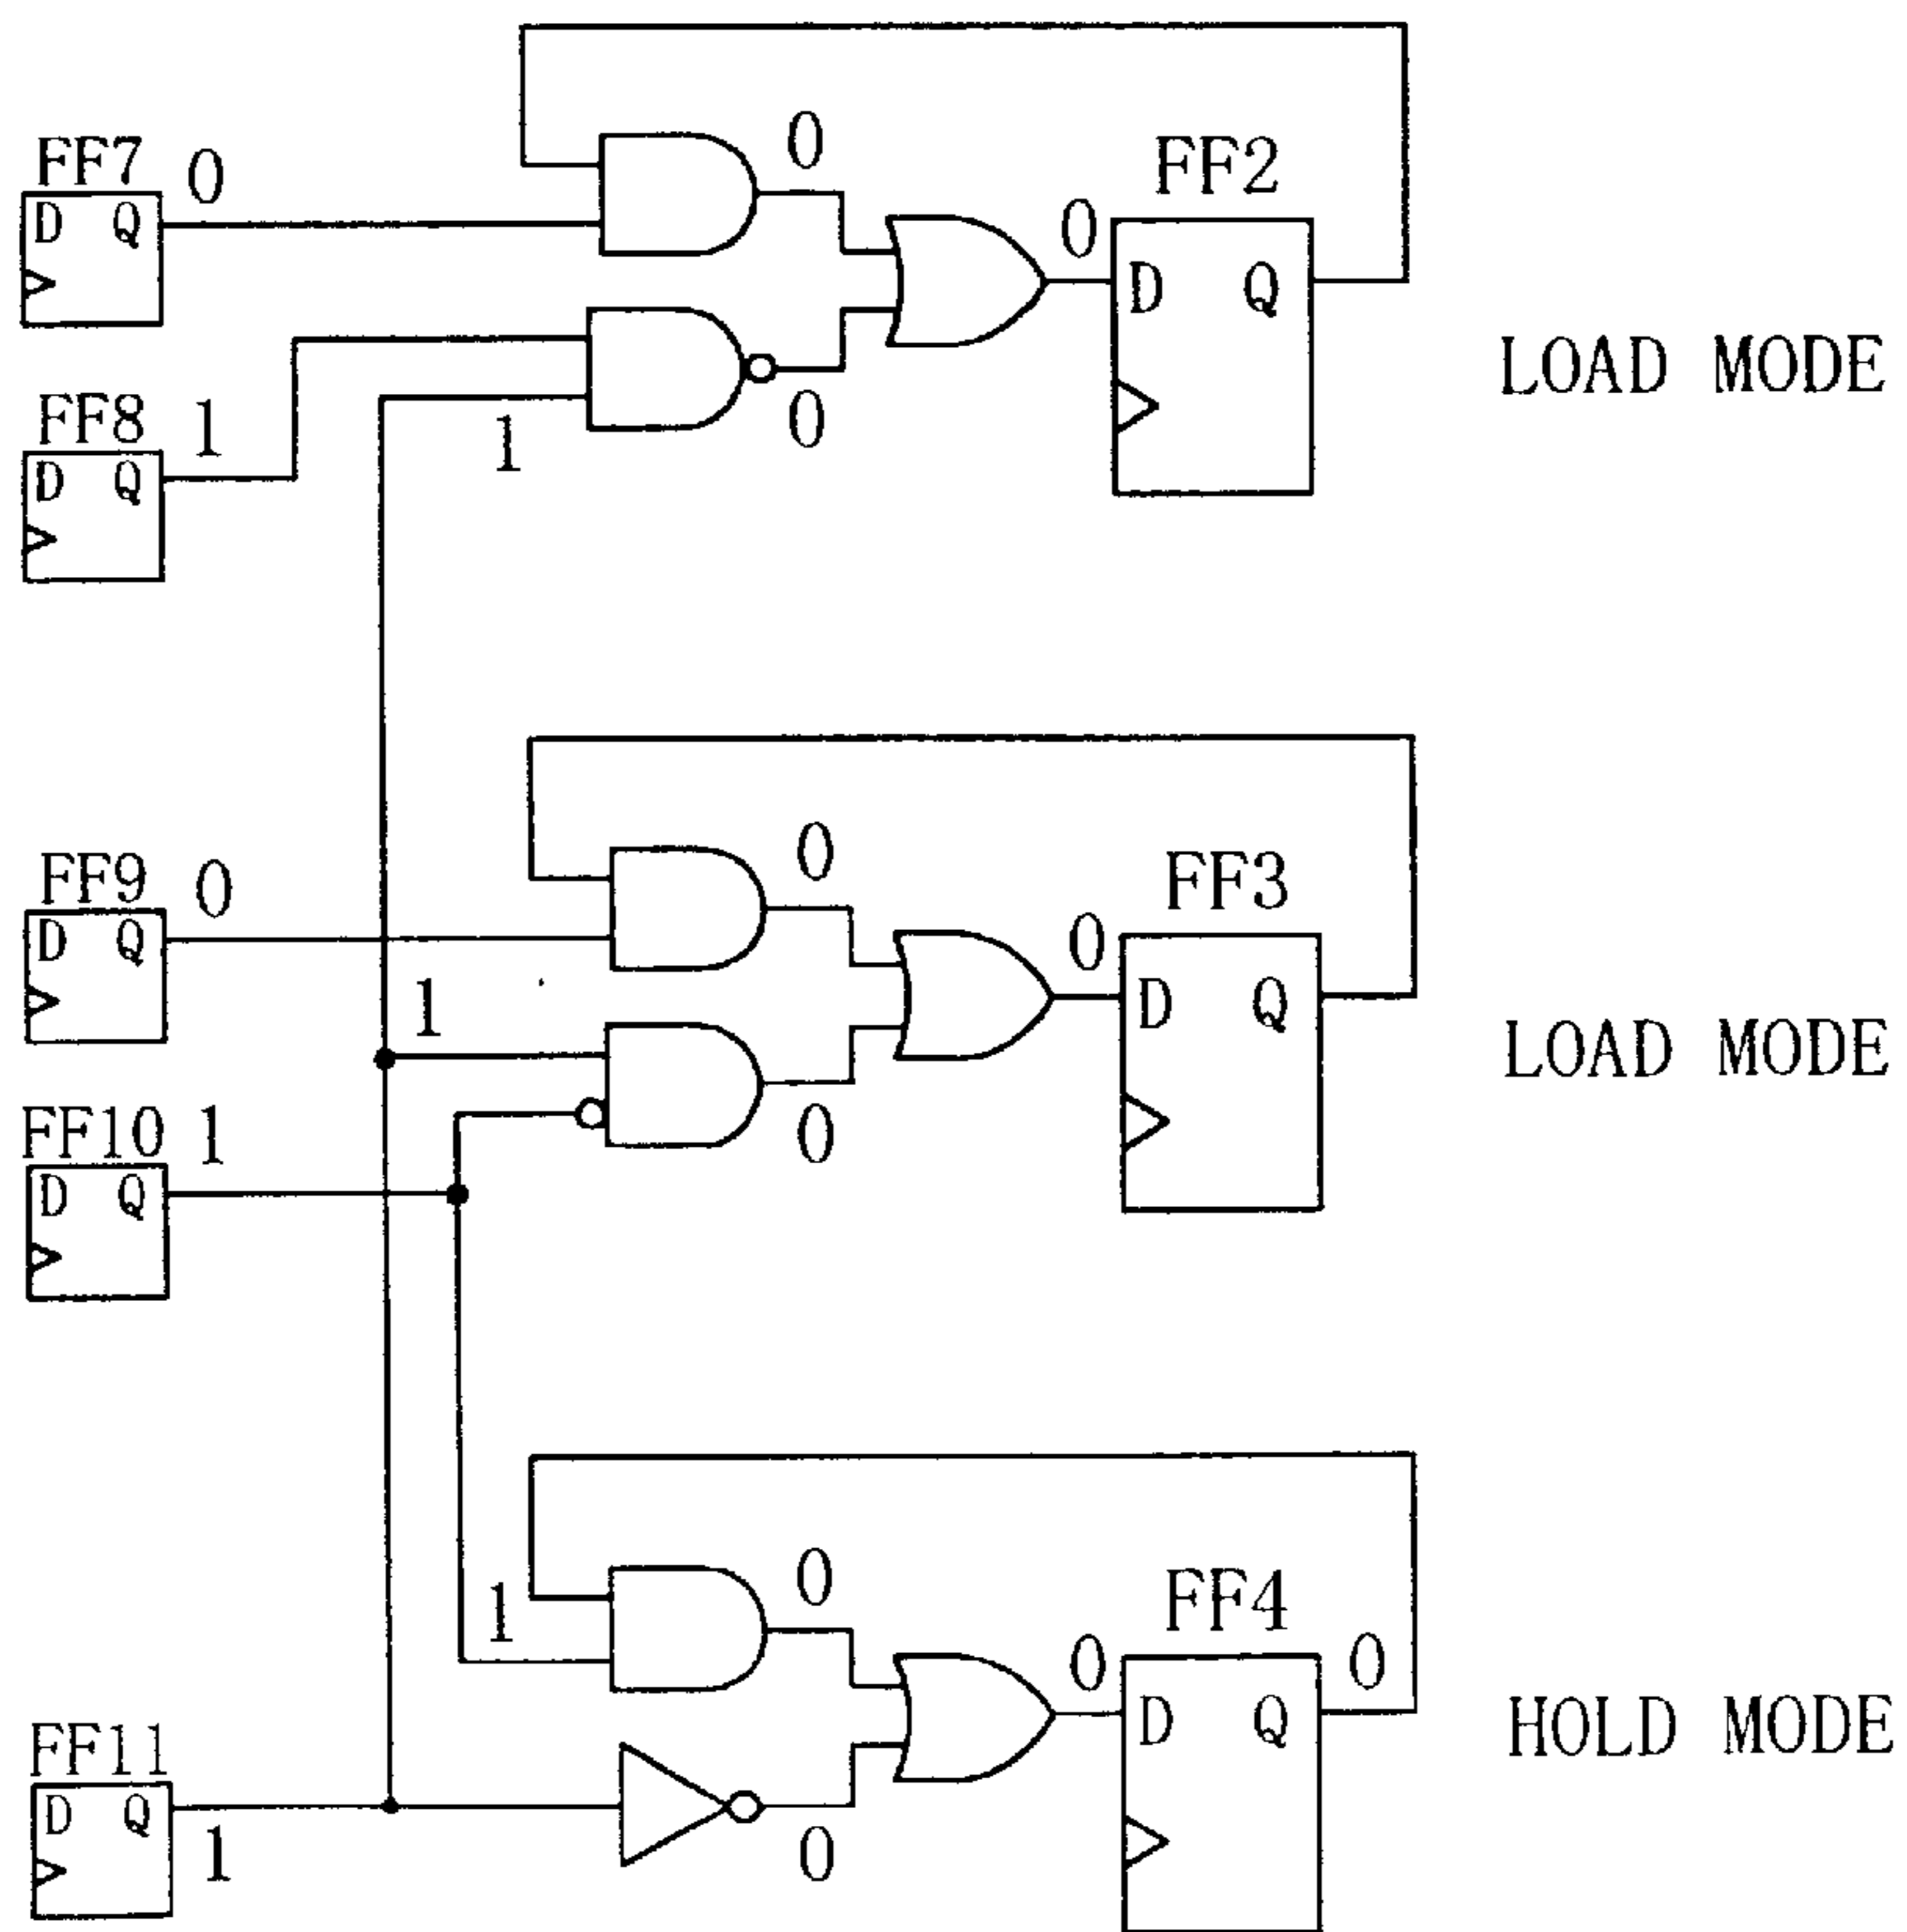 0
FF7 0 FF2
D Q 0
D Q
LOAD MODE
FF8 1 1 0
D Q
0
FF9 0 FF3
D Q 0
1 D Q
LOAD MODE
FF10 1 0
D Q
0
1 FF4
0 0
D Q
HOLD MODE
FF11
D Q
1 0